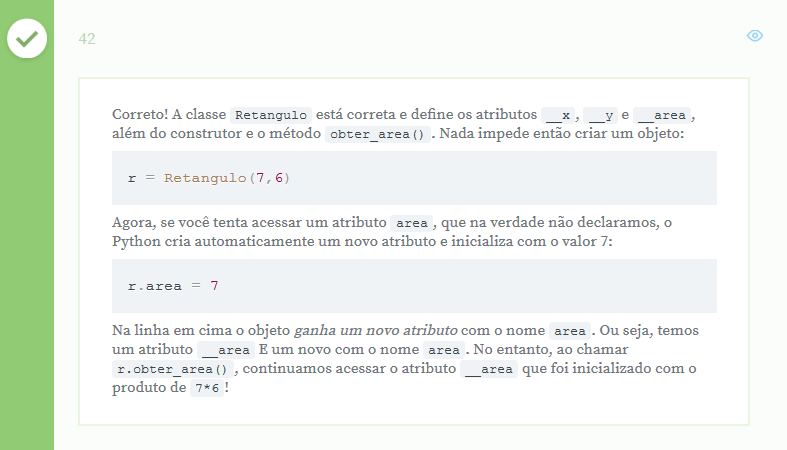 42
Correto! A classe Retangulo está correta e define os atributos __x, __y e __area,
além do construtor e o método obter_area(). Nada impede então criar um objeto:
r = Retangulo(7,6)
Agora, se você tenta acessar um atributo area, que na verdade não declaramos, o
Python cria automaticamente um novo atributo e inicializa com o valor 7:
r.area = 7
Na linha em cima o objeto ganha um novo atributo com o nome area. Ou seja, temos
um atributo __area E um novo com o nome area. No entanto, ao chamar
r.obter_area(), continuamos acessar o atributo __area que foi inicializado com o
produto de 7*6!